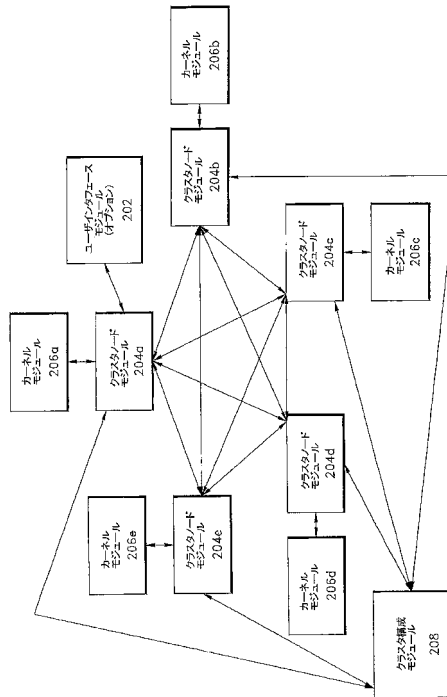 カーネル
モジュール
206a
ユーザインタフェース
モジュール
(オプション)
202
クラスタノード
モジュール
204a
カーネル
モジュール
206e
クラスタノード
モジュール
204e
クラスタノード
モジュール
204b
カーネル
モジュール
206b
クラスタノード
モジュール
204d
カーネル
モジュール
206d
クラスタノード
モジュール
204c
カーネル
モジュール
206c
クラスタ構成
モジュール
208